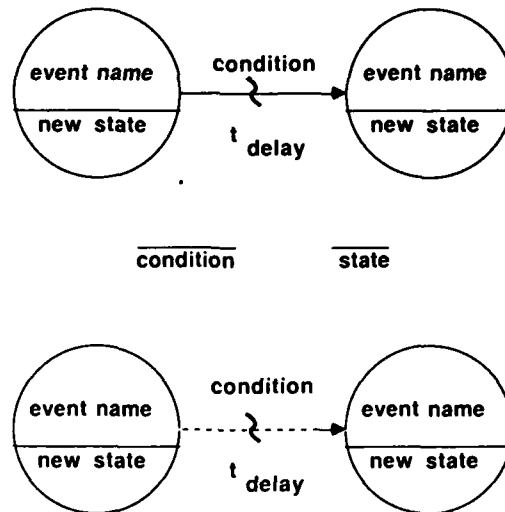 condition
event name event name
new state new state
t delay
condition state
condition
event name event name
new state new state
t delay